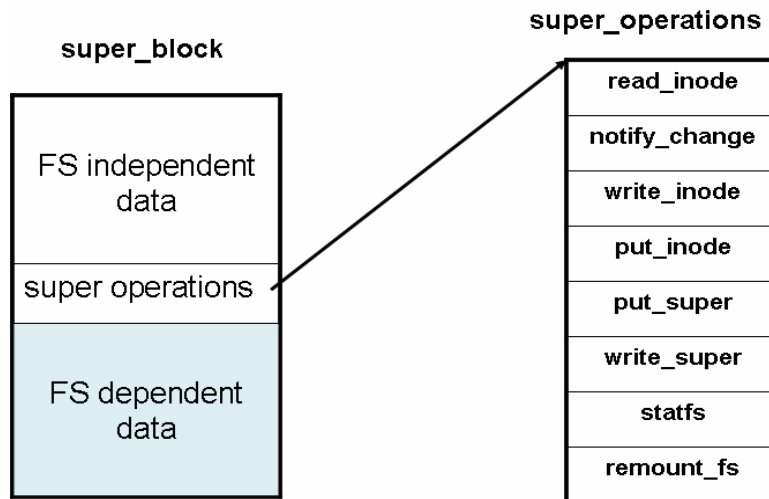 super_block
FS independent
data
super operations
FS dependent
data
super_operations
read_inode
notify_change
write_inode
put_inode
put_super
write_super
statfs
remount_fs